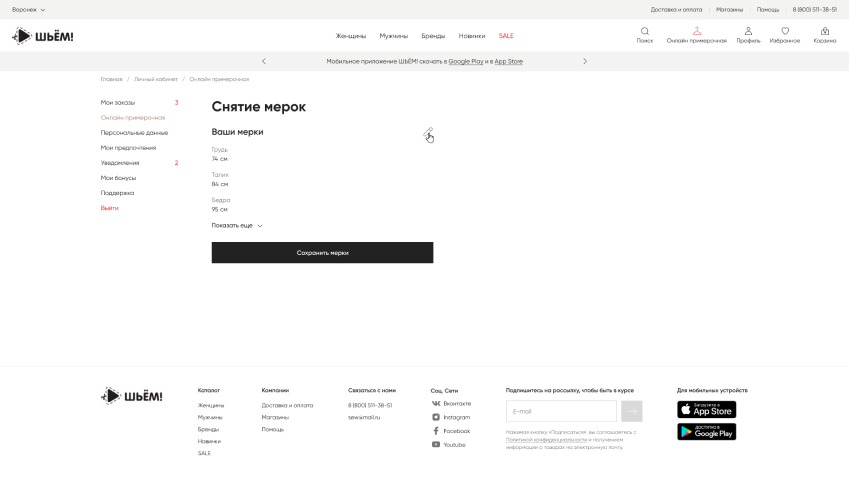 Воронеж
Доставка и оплата
Магазины
Помощь
8 (800) 511-38-51
ШЬЁМ!
Женщины
Мужчины
Бренды
Новинки
SALE
Поиск
Онлайн примерочная
Профиль
Избранное
Корзина
Мобильное приложение ШЬЁМ! скачать в Google Play и в App Store
Главная / Личный кабинет / Онлайн примерочная
Мои заказы 3
Онлайн примерочная
Персональные данные
Мои предпочтения
Уведомления 2
Мои бонусы
Поддержка
Выйти
Снятие мерок
Ваши мерки
Грудь
74 см
Талия
84 см
Бедра
95 см
Показать еще
Сохранить мерки
ШЬЁМ!
Каталог
Женщины
Мужчины
Бренды
Новинки
SALE
Компании
Доставка и оплата
Магазины
Помощь
Связаться с нами
8 (800) 511-38-51
sew@mail.ru
Соц. Сети
Вконтакте
Instagram
Facebook
Youtube
Подпишитесь на рассылку, чтобы быть в курсе
E-mail
Нажимая кнопку «Подписаться», вы соглашаетесь с
Политикой конфиденциальности и получением
информации о товарах на электронную почту.
Для мобильных устройств
Загрузите в
App Store
ДОСТУПНО В
Google Play